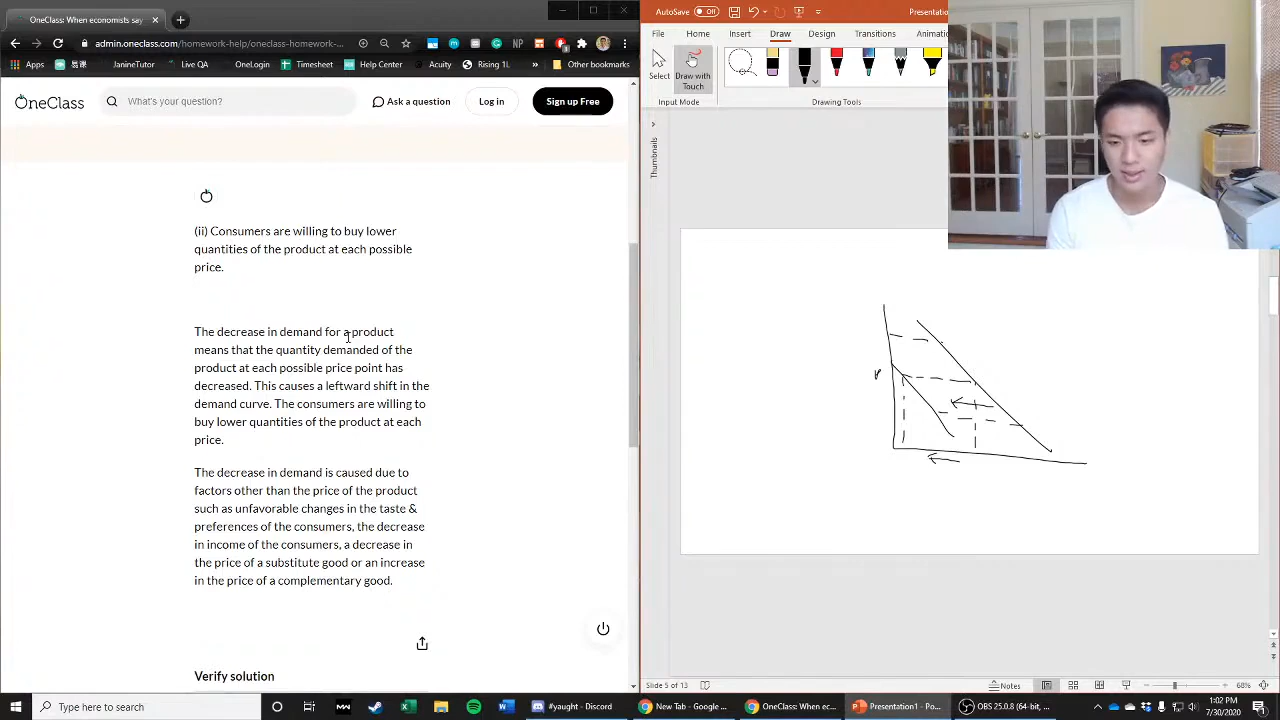 OneClass When economists say
AutoSave Off
Presentation
admin.oneclass.com/homework-help/oneclass-homework-...
File Home Insert Draw Design Transitions Animation
Apps JanineTutor Live QA eLogin Timesheet Help Center Acuity Rising 1L Other bookmarks
Select
Draw with Touch
Input Mode
Drawing Tools
OneClass
What's your question?
Ask a question
Log in
Sign up Free
Thumbnails
(ii) Consumers are willing to buy lower
quantities of the product at each possible
price.
The decrease in demand for a product
means that the quantity demanded of the
product at each possible price point has
decreased. This causes a leftward shift in the
demand curve. The consumers are willing to
buy lower quantities of the product at each
price.
The decrease in demand is caused due to
factors other than the price of the product
such as unfavorable changes in the taste &
preferences of the consumers, the decrease
in income of the consumers, a decrease in
the price of a substitute good or an increase
in the price of a complementary good.
Verify solution
P
Slide 5 of 13
Notes
68%
Type here to search
#yaught - Discord
New Tab - Google ...
OneClass: When ec...
Presentation1 - Po...
OBS 25.0.8 (64-bit, ...
1:02 PM
7/30/2020